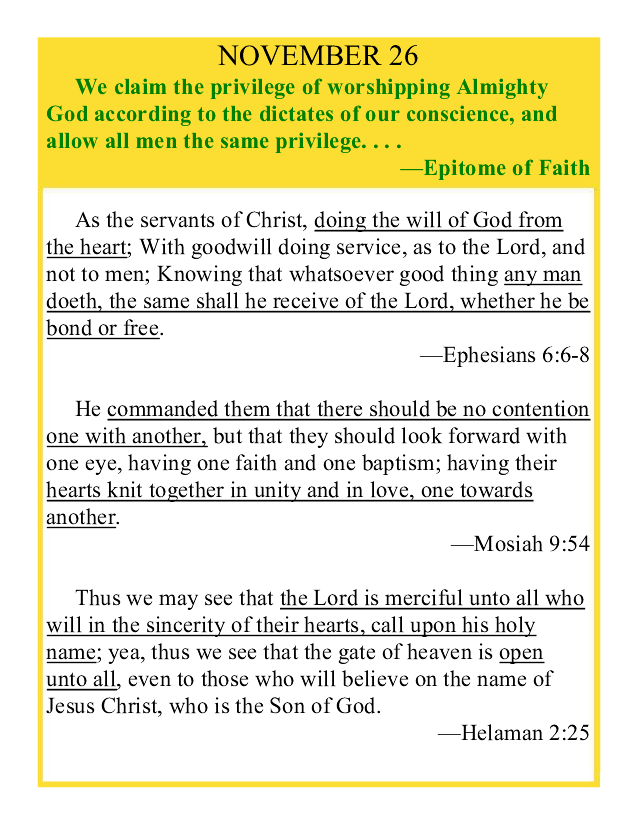 NOVEMBER 26
We claim the privilege of worshipping Almighty
God according to the dictates of our conscience, and
allow all men the same privilege. . . .
—Epitome of Faith
As the servants of Christ, doing the will of God from
the heart; With goodwill doing service, as to the Lord, and
not to men; Knowing that whatsoever good thing any man
doeth, the same shall he receive of the Lord, whether he be
bond or free.
—Ephesians 6:6-8
He commanded them that there should be no contention
one with another, but that they should look forward with
one eye, having one faith and one baptism; having their
hearts knit together in unity and in love, one towards
another.
—Mosiah 9:54
Thus we may see that the Lord is merciful unto all who
will in the sincerity of their hearts, call upon his holy
name; yea, thus we see that the gate of heaven is open
unto all, even to those who will believe on the name of
Jesus Christ, who is the Son of God.
—Helaman 2:25